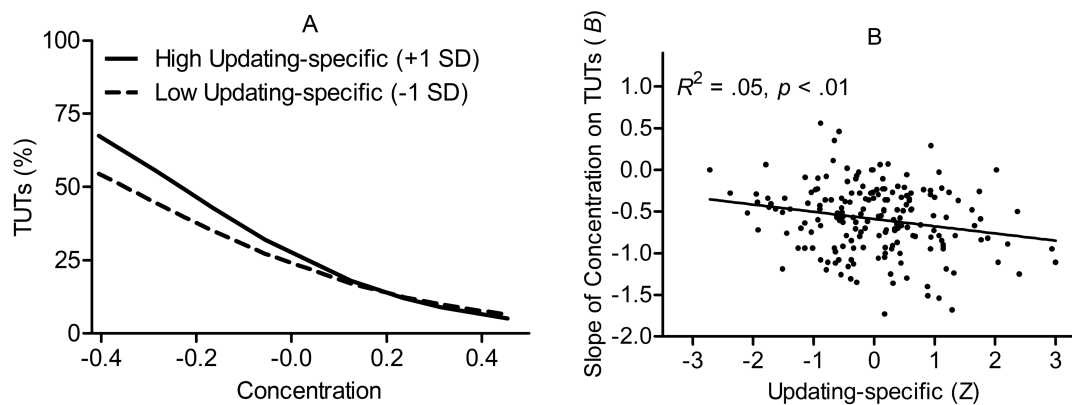 A
100
75
50
25
0
TUTs (%)
High Updating-specific (+1 SD)
Low Updating-specific (-1 SD)
-0.4
-0.2
-0.0
0.2
0.4
Concentration
B
R² = .05, p < .01
Slope of Concentration on TUTs (B)
1.0
0.5
0.0
-0.5
-1.0
-1.5
-2.0
-3
-2
-1
0
1
2
3
Updating-specific (Z)